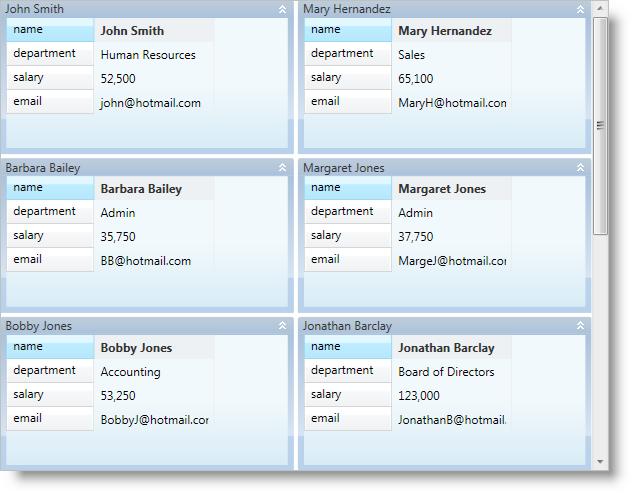 John Smith
name John Smith
department Human Resources
salary 52,500
email john@hotmail.com
Mary Hernandez
name Mary Hernandez
department Sales
salary 65,100
email MaryH@hotmail.con
Barbara Bailey
name Barbara Bailey
department Admin
salary 35,750
email BB@hotmail.com
Margaret Jones
name Margaret Jones
department Admin
salary 37,750
email MargeJ@hotmail.cor
Bobby Jones
name Bobby Jones
department Accounting
salary 53,250
email BobbyJ@hotmail.cor
Jonathan Barclay
name Jonathan Barclay
department Board of Directors
salary 123,000
email JonathanB@hotmail.